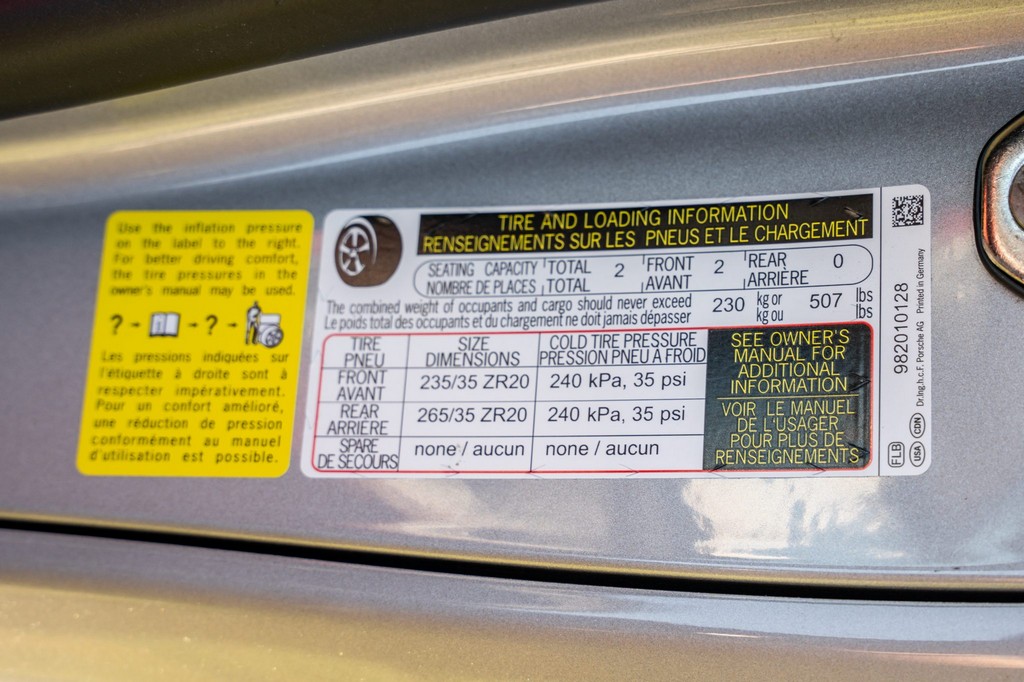 Use the inflation pressure
on the label to the right.
For better driving comfort,
the tire pressures in the
owner's manual may be used.
? - - ? -
Les pressions indiquées sur
l'étiquette à droite sont à
respecter impérativement.
Pour un confort amélioré,
une réduction de pression
conformément au manuel
d'utilisation est possible.
TIRE AND LOADING INFORMATION
RENSEIGNEMENTS SUR LES PNEUS ET LE CHARGEMENT
SEATING CAPACITY TOTAL 2 FRONT 2 REAR 0
NOMBRE DE PLACES TOTAL AVANT ARRIÈRE
The combined weight of occupants and cargo should never exceed 230 kg or 507 lbs
Le poids total des occupants et du chargement ne doit jamais dépasser kg ou lbs
TIRE SIZE COLD TIRE PRESSURE
PNEU DIMENSIONS PRESSION PNEU A FROID
FRONT
AVANT 235/35 ZR20 240 kPa, 35 psi
REAR
ARRIÈRE 265/35 ZR20 240 kPa, 35 psi
SPARE
DE SECOURS none / aucun none / aucun
SEE OWNER'S
MANUAL FOR
ADDITIONAL
INFORMATION
VOIR LE MANUEL
DE L'USAGER
POUR PLUS DE
RENSEIGNEMENTS
982010128
Dr.Ing.h.c.F. Porsche AG Printed in Germany
FLB
USA CDN